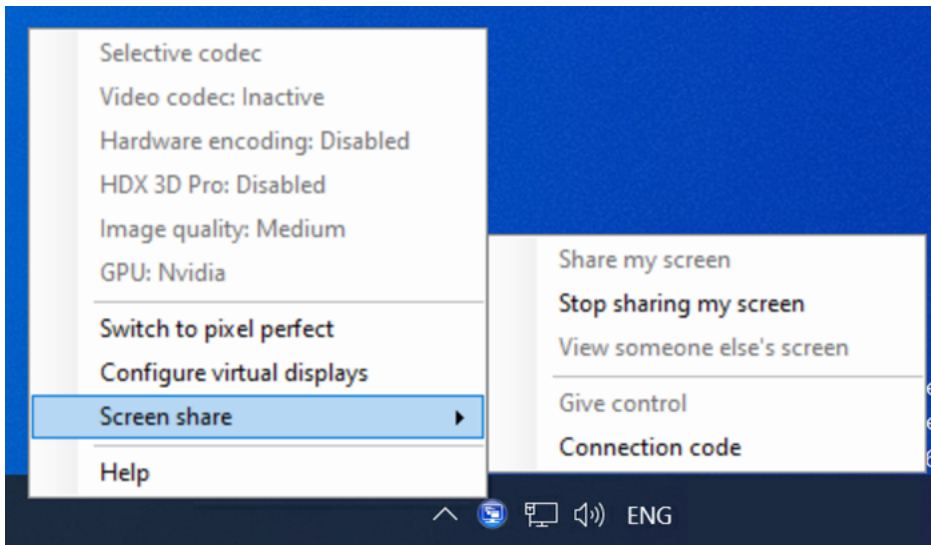 Selective codec
Video codec: Inactive
Hardware encoding: Disabled
HDX 3D Pro: Disabled
Image quality: Medium
GPU: Nvidia
Switch to pixel perfect
Configure virtual displays
Screen share
Help
Share my screen
Stop sharing my screen
View someone else's screen
Give control
Connection code
ENG